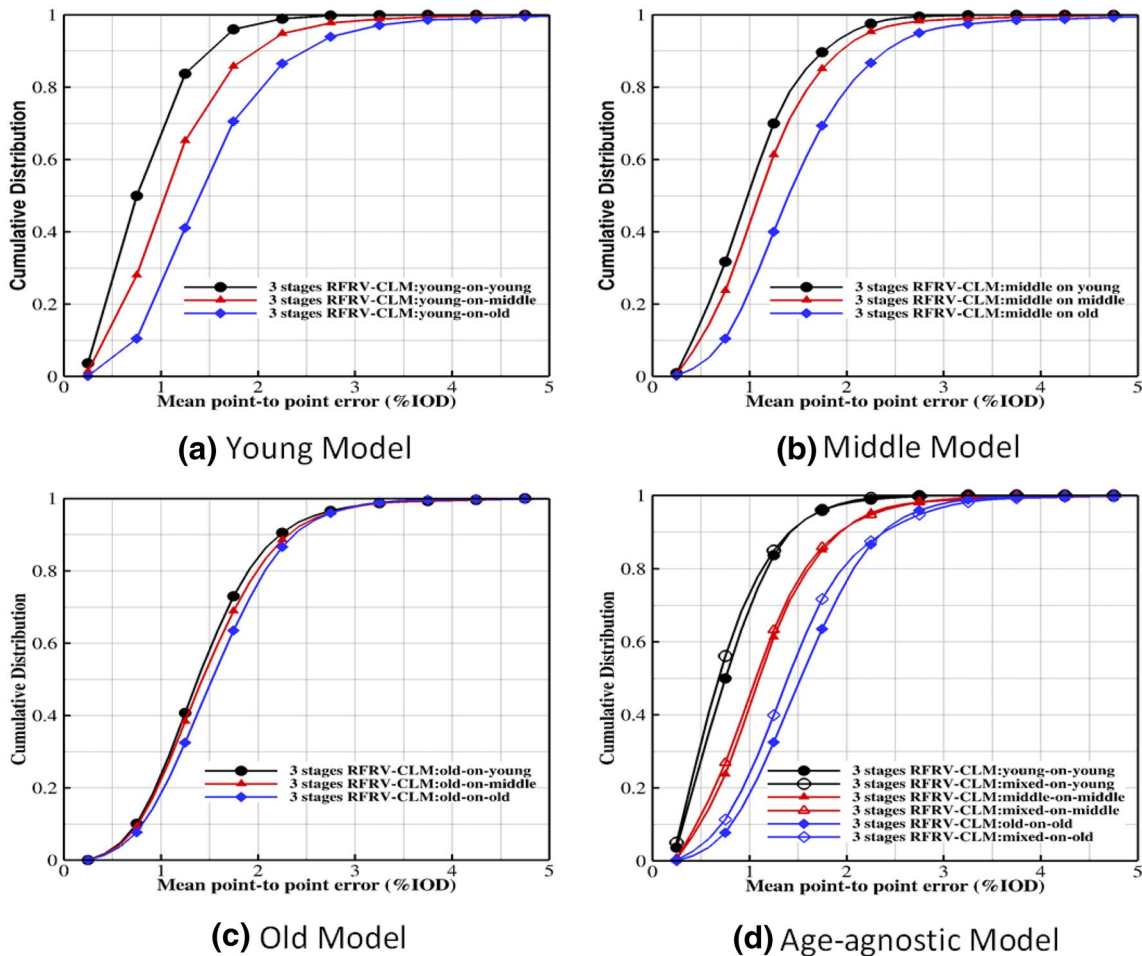 1
0.8
0.6
0.4
0.2
0
Cumulative Distribution
3 stages RFRV-CLM:young-on-young
3 stages RFRV-CLM:young-on-middle
3 stages RFRV-CLM:young-on-old
0 1 2 3 4 5
Mean point-to point error (%IOD)
(a) Young Model
1
0.8
0.6
0.4
0.2
0
Cumulative Distribution
3 stages RFRV-CLM:middle on young
3 stages RFRV-CLM:middle on middle
3 stages RFRV-CLM:middle on old
0 1 2 3 4 5
Mean point-to point error (%IOD)
(b) Middle Model
1
0.8
0.6
0.4
0.2
0
Cumulative Distribution
3 stages RFRV-CLM:old-on-young
3 stages RFRV-CLM:old-on-middle
3 stages RFRV-CLM:old-on-old
0 1 2 3 4 5
Mean point-to point error (%IOD)
(c) Old Model
1
0.8
0.6
0.4
0.2
0
Cumulative Distribution
3 stages RFRV-CLM:young-on-young
3 stages RFRV-CLM:mixed-on-young
3 stages RFRV-CLM:middle-on-middle
3 stages RFRV-CLM:mixed-on-middle
3 stages RFRV-CLM:old-on-old
3 stages RFRV-CLM:mixed-on-old
0 1 2 3 4 5
Mean point-to point error (%IOD)
(d) Age-agnostic Model